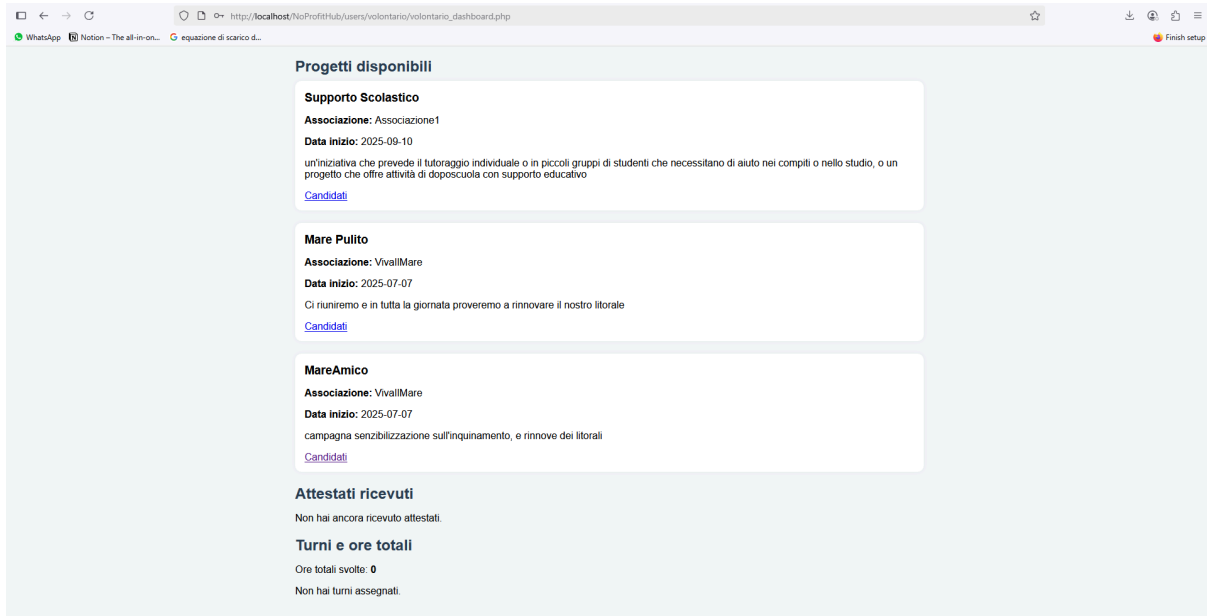 http://localhost/NoProfitHub/users/volontario/volontario_dashboard.php
WhatsApp Notion – The all-in-on... G equazione di scarico d... Finish setup
Progetti disponibili
Supporto Scolastico
Associazione: Associazione1
Data inizio: 2025-09-10
un'iniziativa che prevede il tutoraggio individuale o in piccoli gruppi di studenti che necessitano di aiuto nei compiti o nello studio, o un
progetto che offre attività di doposcuola con supporto educativo
Candidati
Mare Pulito
Associazione: VivaIlMare
Data inizio: 2025-07-07
Ci riuniremo e in tutta la giornata proveremo a rinnovare il nostro litorale
Candidati
MareAmico
Associazione: VivaIlMare
Data inizio: 2025-07-07
campagna senzibilizzazione sull'inquinamento, e rinnove dei litorali
Candidati
Attestati ricevuti
Non hai ancora ricevuto attestati.
Turni e ore totali
Ore totali svolte: 0
Non hai turni assegnati.